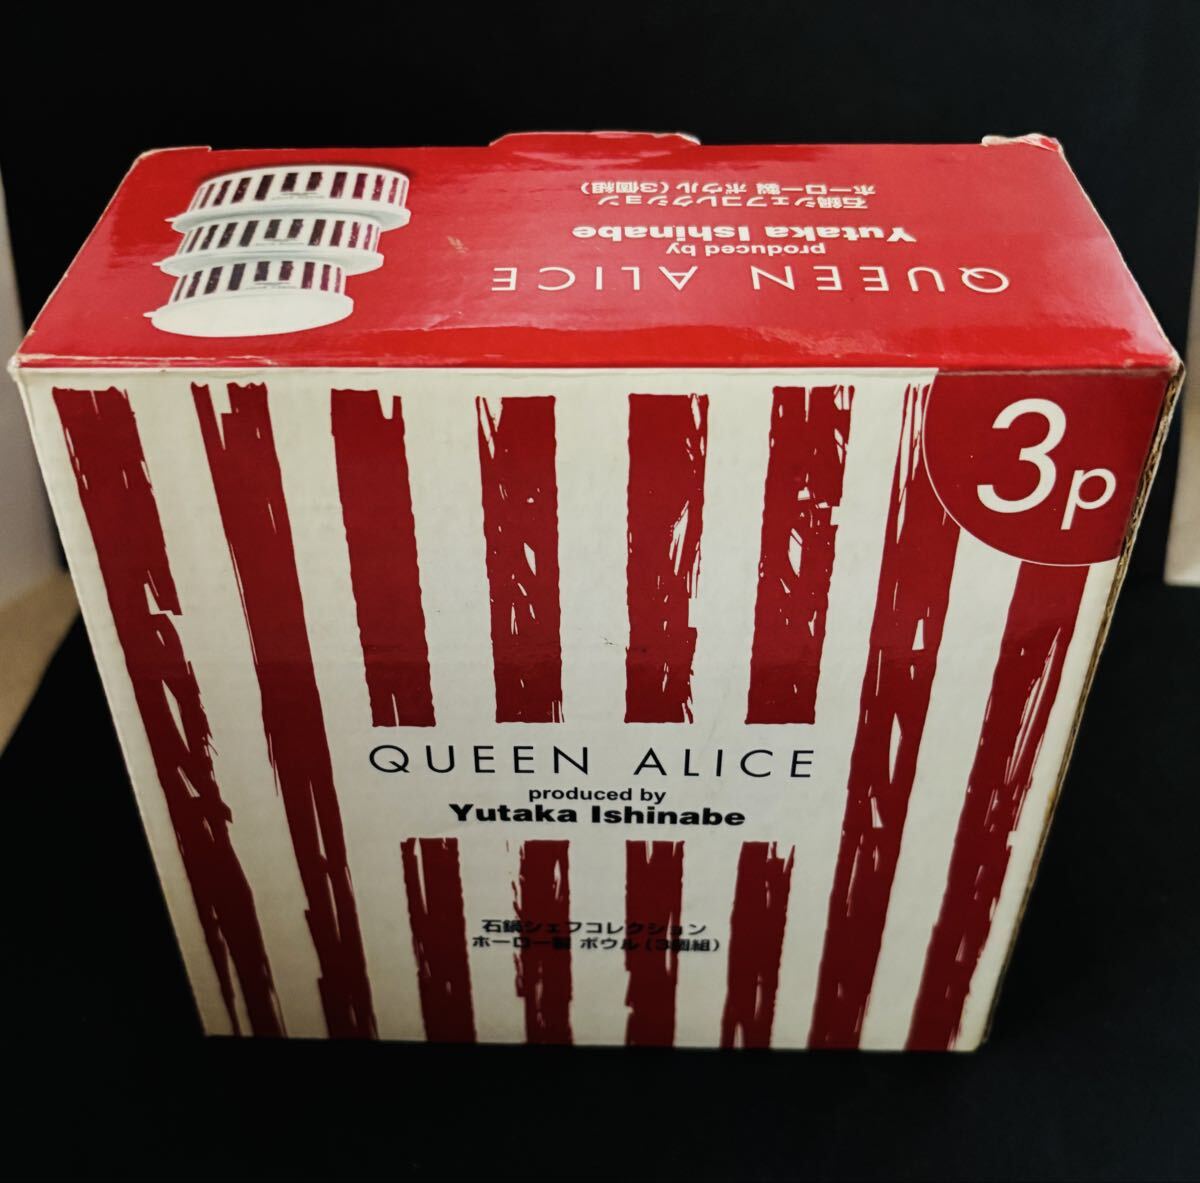 QUEEN ALICE
produced by
Yutaka Ishinabe
石鍋シェフコレクション
ホーロー製 ボウル(3個組)
3p
QUEEN ALICE
produced by
Yutaka Ishinabe
石鍋シェフコレクション
ホーロー製 ボウル(3個組)